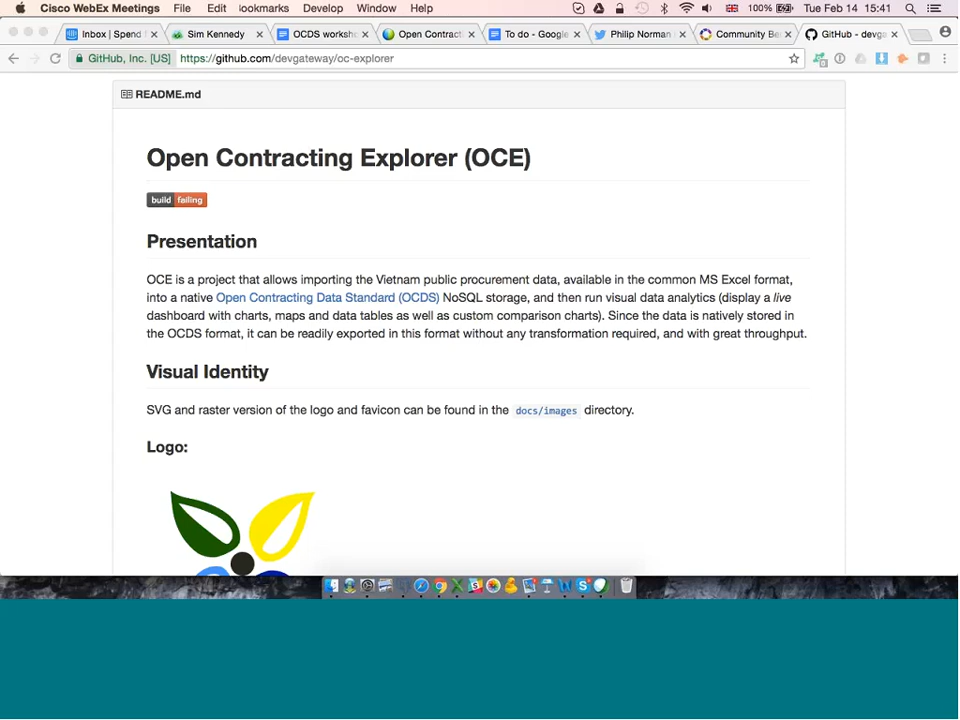 Cisco WebEx Meetings File Edit ookmarks Develop Window Help 100% Tue Feb 14 15:41
Inbox | Spend Sim Kennedy OCDS worksh Open Contract To do - Google Philip Norman Community Be GitHub - devga
GitHub, Inc. [US] https://github.com/devgateway/oc-explorer
README.md
Open Contracting Explorer (OCE)
build failing
Presentation
OCE is a project that allows importing the Vietnam public procurement data, available in the common MS Excel format,
into a native Open Contracting Data Standard (OCDS) NoSQL storage, and then run visual data analytics (display a live
dashboard with charts, maps and data tables as well as custom comparison charts). Since the data is natively stored in
the OCDS format, it can be readily exported in this format without any transformation required, and with great throughput.
Visual Identity
SVG and raster version of the logo and favicon can be found in the docs/images directory.
Logo: